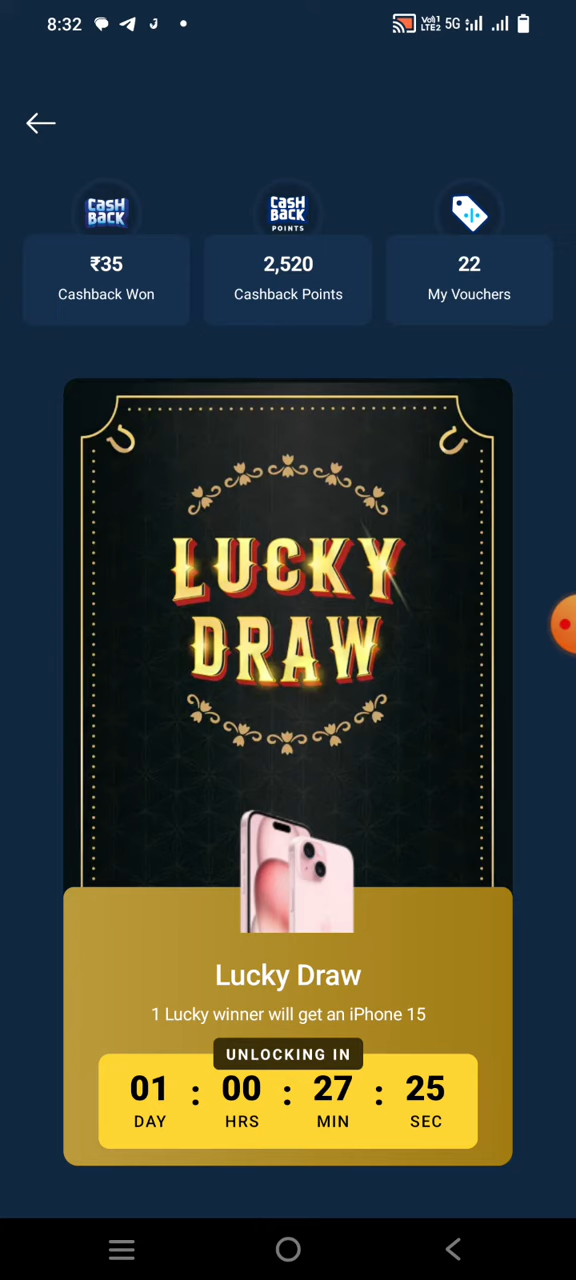 8:32
Vo)) 1
LTE2
5G
CASH
BACK
CASH
BACK
POINTS
₹35
Cashback Won
2,520
Cashback Points
22
My Vouchers
LUCKY
DRAW
Lucky Draw
1 Lucky winner will get an iPhone 15
UNLOCKING IN
01 : 00 : 27 : 25
DAY HRS MIN SEC